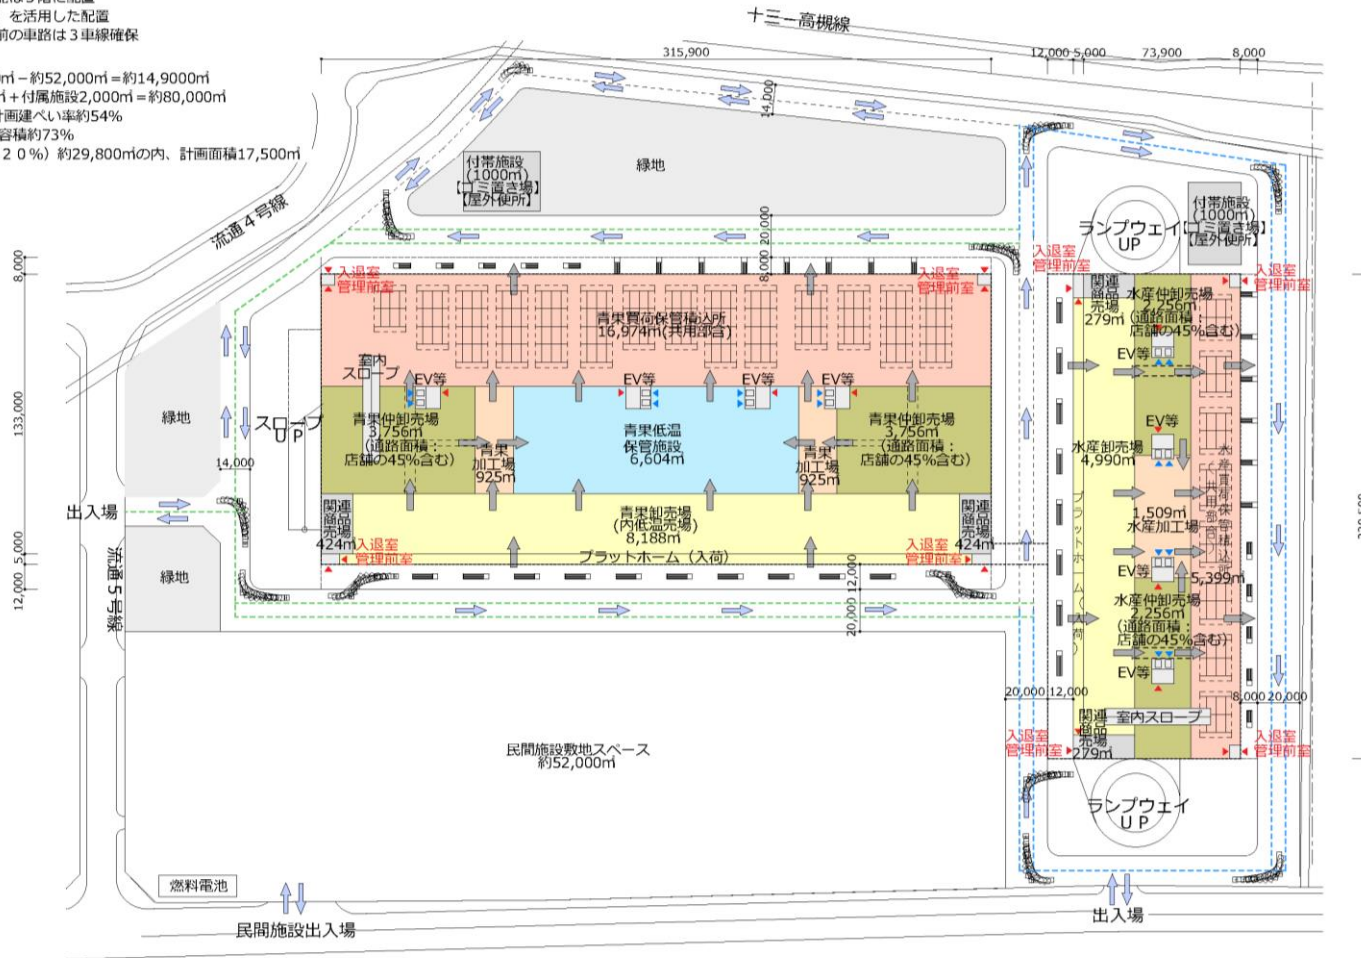 を活用した配置
前の車路は3車線確保
㎡－約52,000㎡＝約14,9000㎡
㎡＋付属施設2,000㎡＝約80,000㎡
計画建ぺい率約54%
容積約73%
２０％）約29,800㎡の内、計画面積17,500㎡
十三－高槻線
315,900
12,000
5,000
73,900
8,000
14,000
流通４号線
付帯施設
(1000㎡)
【ゴミ置き場】
【屋外便所】
緑地
20,000
8,000
ランプウェイ
UP
付帯施設
(1000㎡)
【ゴミ置き場】
【屋外便所】
8,000
133,000
5,000
12,000
入退室
管理前室
入退室
管理前室
入退室
管理前室
入退室
管理前室
青果買荷保管積込所
16,974㎡(共用部含)
室内
スロープ
EV等
EV等
EV等
EV等
青果仲卸売場
3,756㎡
（通路面積：
店舗の45%含む）
青果
加工場
925㎡
青果低温
保管施設
6,604㎡
青果
加工場
925㎡
青果仲卸売場
3,756㎡
（通路面積：
店舗の45%含む）
緑地
スロープ
UP
14,000
出入場
流通５号線
緑地
関連
商品
売場
424㎡
青果卸売場
(内低温売場)
8,188㎡
関連
商品
売場
424㎡
入退室
管理前室
入退室
管理前室
プラットホーム（入荷）
12,000
20,000
関連
商品
売場
279㎡
水産仲卸売場
2,256㎡
（通路面積：
店舗の45%含む）
EV等
EV等
水産卸売場
4,990㎡
プラットホーム（入荷）
1,509㎡
水産加工場
水産買荷保管積込所
（共用部含）
5,399㎡
EV等
水産仲卸売場
2,256㎡
（通路面積：
店舗の45%含む）
EV等
20,000
12,000
8,000
20,000
関連
商品
売場
279㎡
室内スロープ
入退室
管理前室
入退室
管理前室
民間施設敷地スペース
約52,000㎡
ランプウェイ
ＵＰ
燃料電池
民間施設出入場
出入場